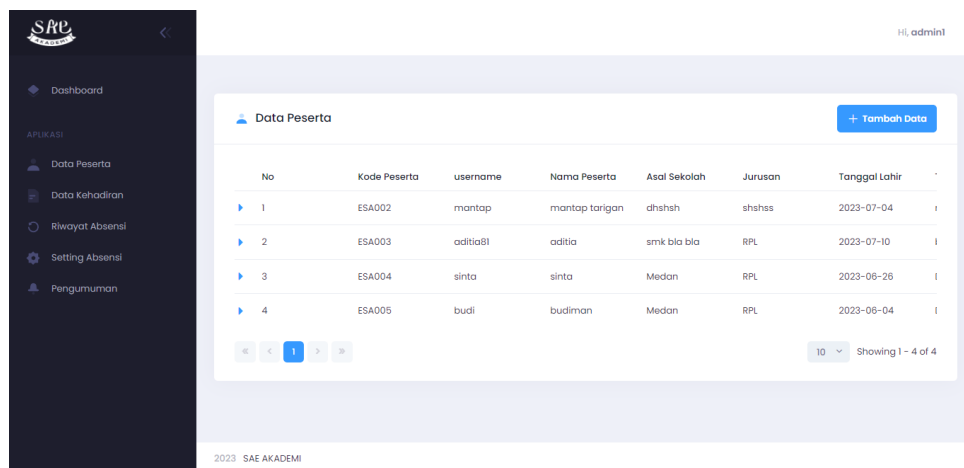 SAE
AKADEMI
Hi, admin1
Dashboard
APLIKASI
Data Peserta
Data Kehadiran
Riwayat Absensi
Setting Absensi
Pengumuman
Data Peserta
+ Tambah Data
No Kode Peserta username Nama Peserta Asal Sekolah Jurusan Tanggal Lahir
1 ESA002 mantap mantap tarigan dhshsh shshss 2023-07-04
2 ESA003 aditia81 aditia smk bla bla RPL 2023-07-10
3 ESA004 sinta sinta Medan RPL 2023-06-26
4 ESA005 budi budiman Medan RPL 2023-06-04
« < 1 > »
10 Showing 1 - 4 of 4
2023 SAE AKADEMI